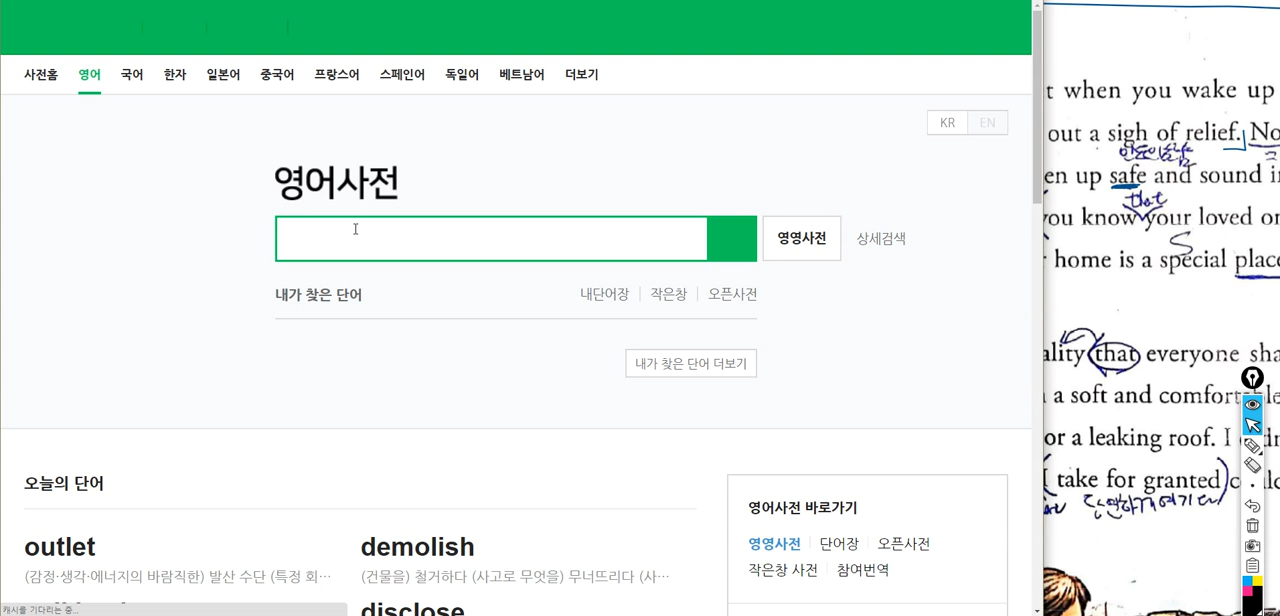 사전홈 영어 국어 한자 일본어 중국어 프랑스어 스페인어 독일어 베트남어 더보기
KR EN
영어사전
영영사전 상세검색
내가 찾은 단어 내단어장 작은창 오픈사전
내가 찾은 단어 더보기
오늘의 단어
outlet
(감정·생각·에너지의 바람직한) 발산 수단 (특정 회…
demolish
(건물을) 철거하다 (사고로 무엇을) 무너뜨리다 (사…
disclose
영어사전 바로가기
영영사전 단어장 오픈사전
작은창 사전 참여번역
캐시를 기다리는 중...
t when you wake up
out a sigh of relief. No
en up safe and sound i
that
you know your loved o
home is a special plac
ality that everyone sha
a soft and comfortable
or a leaking roof. I
I take for granted
당연하게 여기다